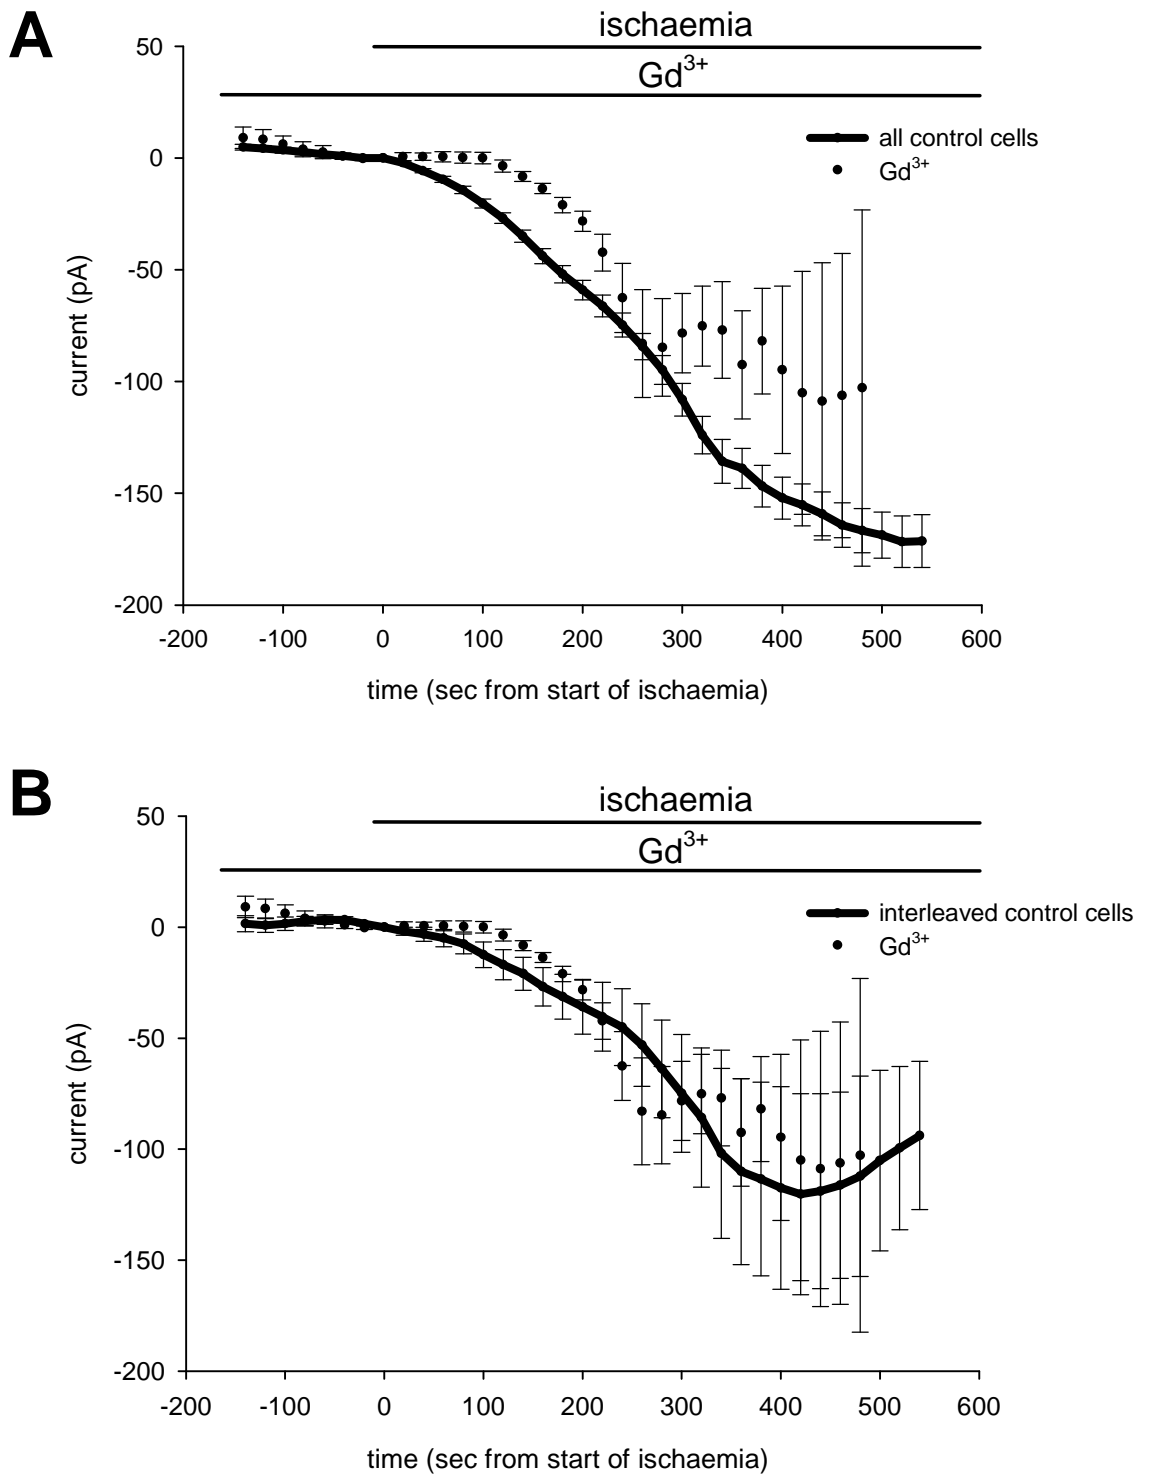 A
ischaemia
Gd³⁺
50
0
-50
-100
-150
-200
current (pA)
all control cells
Gd³⁺
-200 -100 0 100 200 300 400 500 600
time (sec from start of ischaemia)
B
ischaemia
Gd³⁺
50
0
-50
-100
-150
-200
current (pA)
interleaved control cells
Gd³⁺
-200 -100 0 100 200 300 400 500 600
time (sec from start of ischaemia)